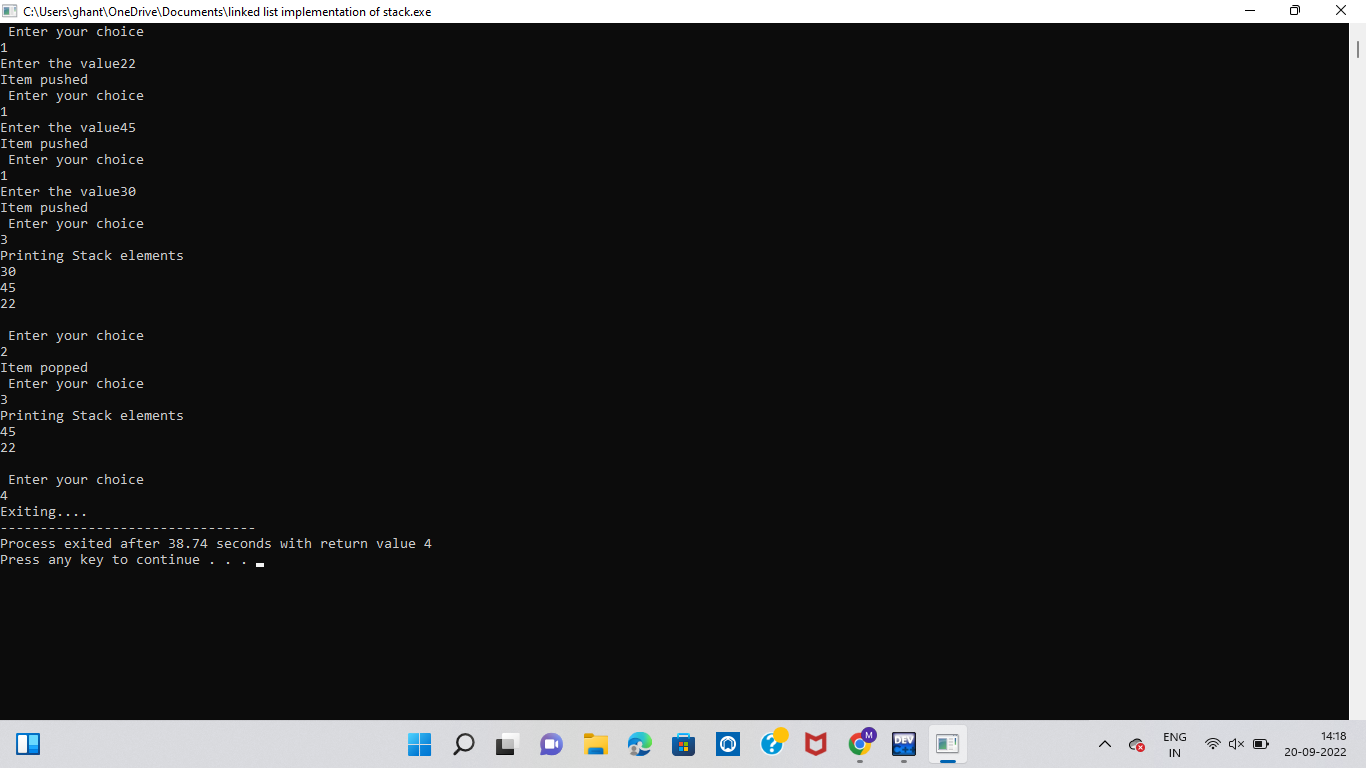 C:\Users\ghant\OneDrive\Documents\linked list implementation of stack.exe
Enter your choice
1
Enter the value22
Item pushed
Enter your choice
1
Enter the value45
Item pushed
Enter your choice
1
Enter the value30
Item pushed
Enter your choice
3
Printing Stack elements
30
45
22
Enter your choice
2
Item popped
Enter your choice
3
Printing Stack elements
45
22
Enter your choice
4
Exiting....
--------------------------------
Process exited after 38.74 seconds with return value 4
Press any key to continue . . .
M
DEV
ENG
IN
14:18
20-09-2022